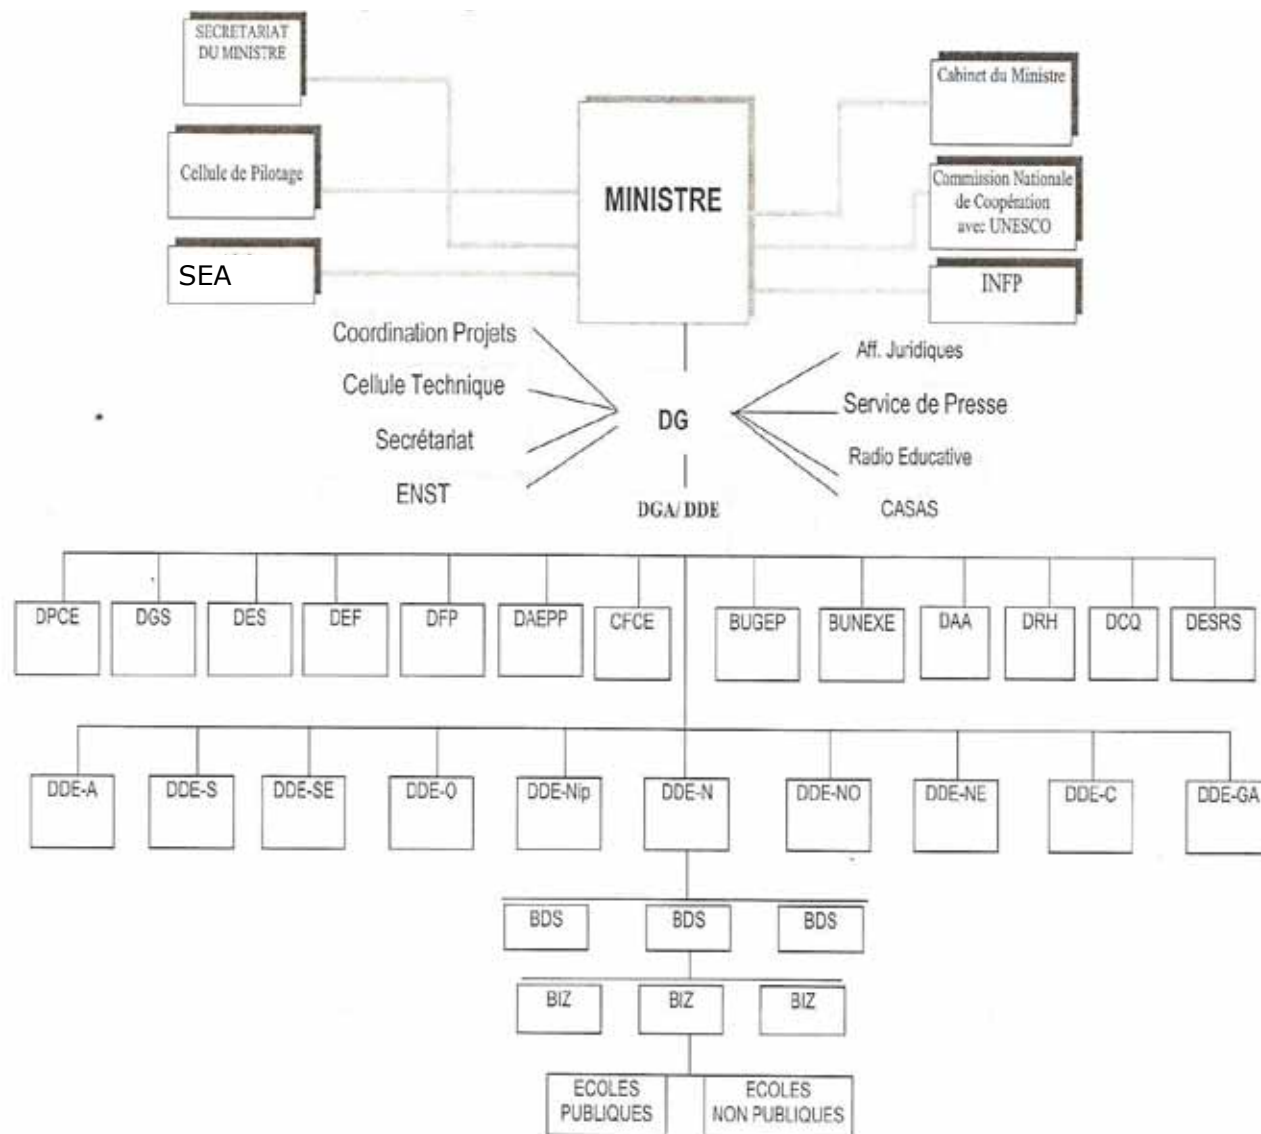 SECRETARIAT
DU MINISTRE
Cabinet du Ministre
Cellule de Pilotage
MINISTRE
Commission Nationale
de Coopération
avec UNESCO
SEA
INFP
Coordination Projets
Aff. Juridiques
Cellule Technique
DG
Service de Presse
Secrétariat
Radio Educative
ENST
DGA/ DDE
CASAS
DPCE
DGS
DES
DEF
DFP
DAEPP
CFCE
BUGEP
BUNEXE
DAA
DRH
DCQ
DESRS
DDE-A
DDE-S
DDE-SE
DDE-O
DDE-Nip
DDE-N
DDE-NO
DDE-NE
DDE-C
DDE-GA
BDS
BDS
BDS
BIZ
BIZ
BIZ
ECOLES
PUBLIQUES
ECOLES
NON PUBLIQUES